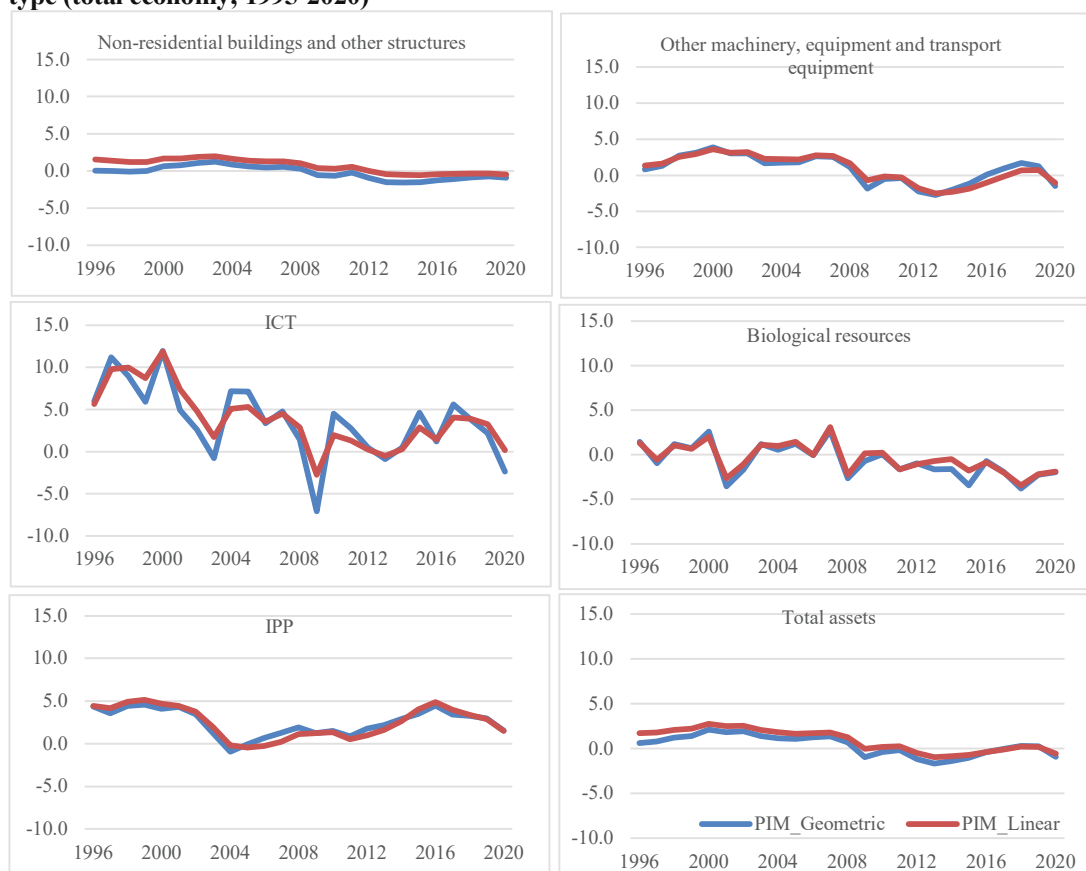 type (total economy, 1995-2020)
Non-residential buildings and other structures
15.0
10.0
5.0
0.0
-5.0
-10.0
1996 2000 2004 2008 2012 2016 2020
Other machinery, equipment and transport
equipment
15.0
10.0
5.0
0.0
-5.0
-10.0
1996 2000 2004 2008 2012 2016 2020
ICT
15.0
10.0
5.0
0.0
-5.0
-10.0
1996 2000 2004 2008 2012 2016 2020
Biological resources
15.0
10.0
5.0
0.0
-5.0
-10.0
1996 2000 2004 2008 2012 2016 2020
IPP
15.0
10.0
5.0
0.0
-5.0
-10.0
1996 2000 2004 2008 2012 2016 2020
Total assets
15.0
10.0
5.0
0.0
-5.0
-10.0
PIM_Geometric PIM_Linear
1996 2000 2004 2008 2012 2016 2020